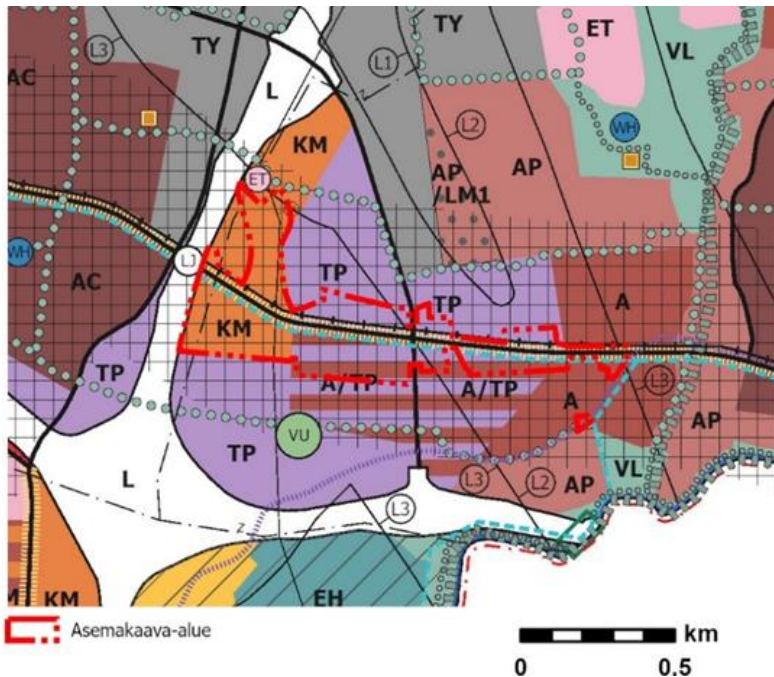 TY
L3
L1
ET
VL
AC
L
L2
WH
KM
AP
AP
/LM1
ET
TP
TP
WH
AC
LJ
A
KM
TP
A/TP
A/TP
A
L3
AP
VU
TP
L3
L2
AP
VL
L
L3
z
z
KM
EH
M
TY
Asemakaava-alue
km
0
0,5